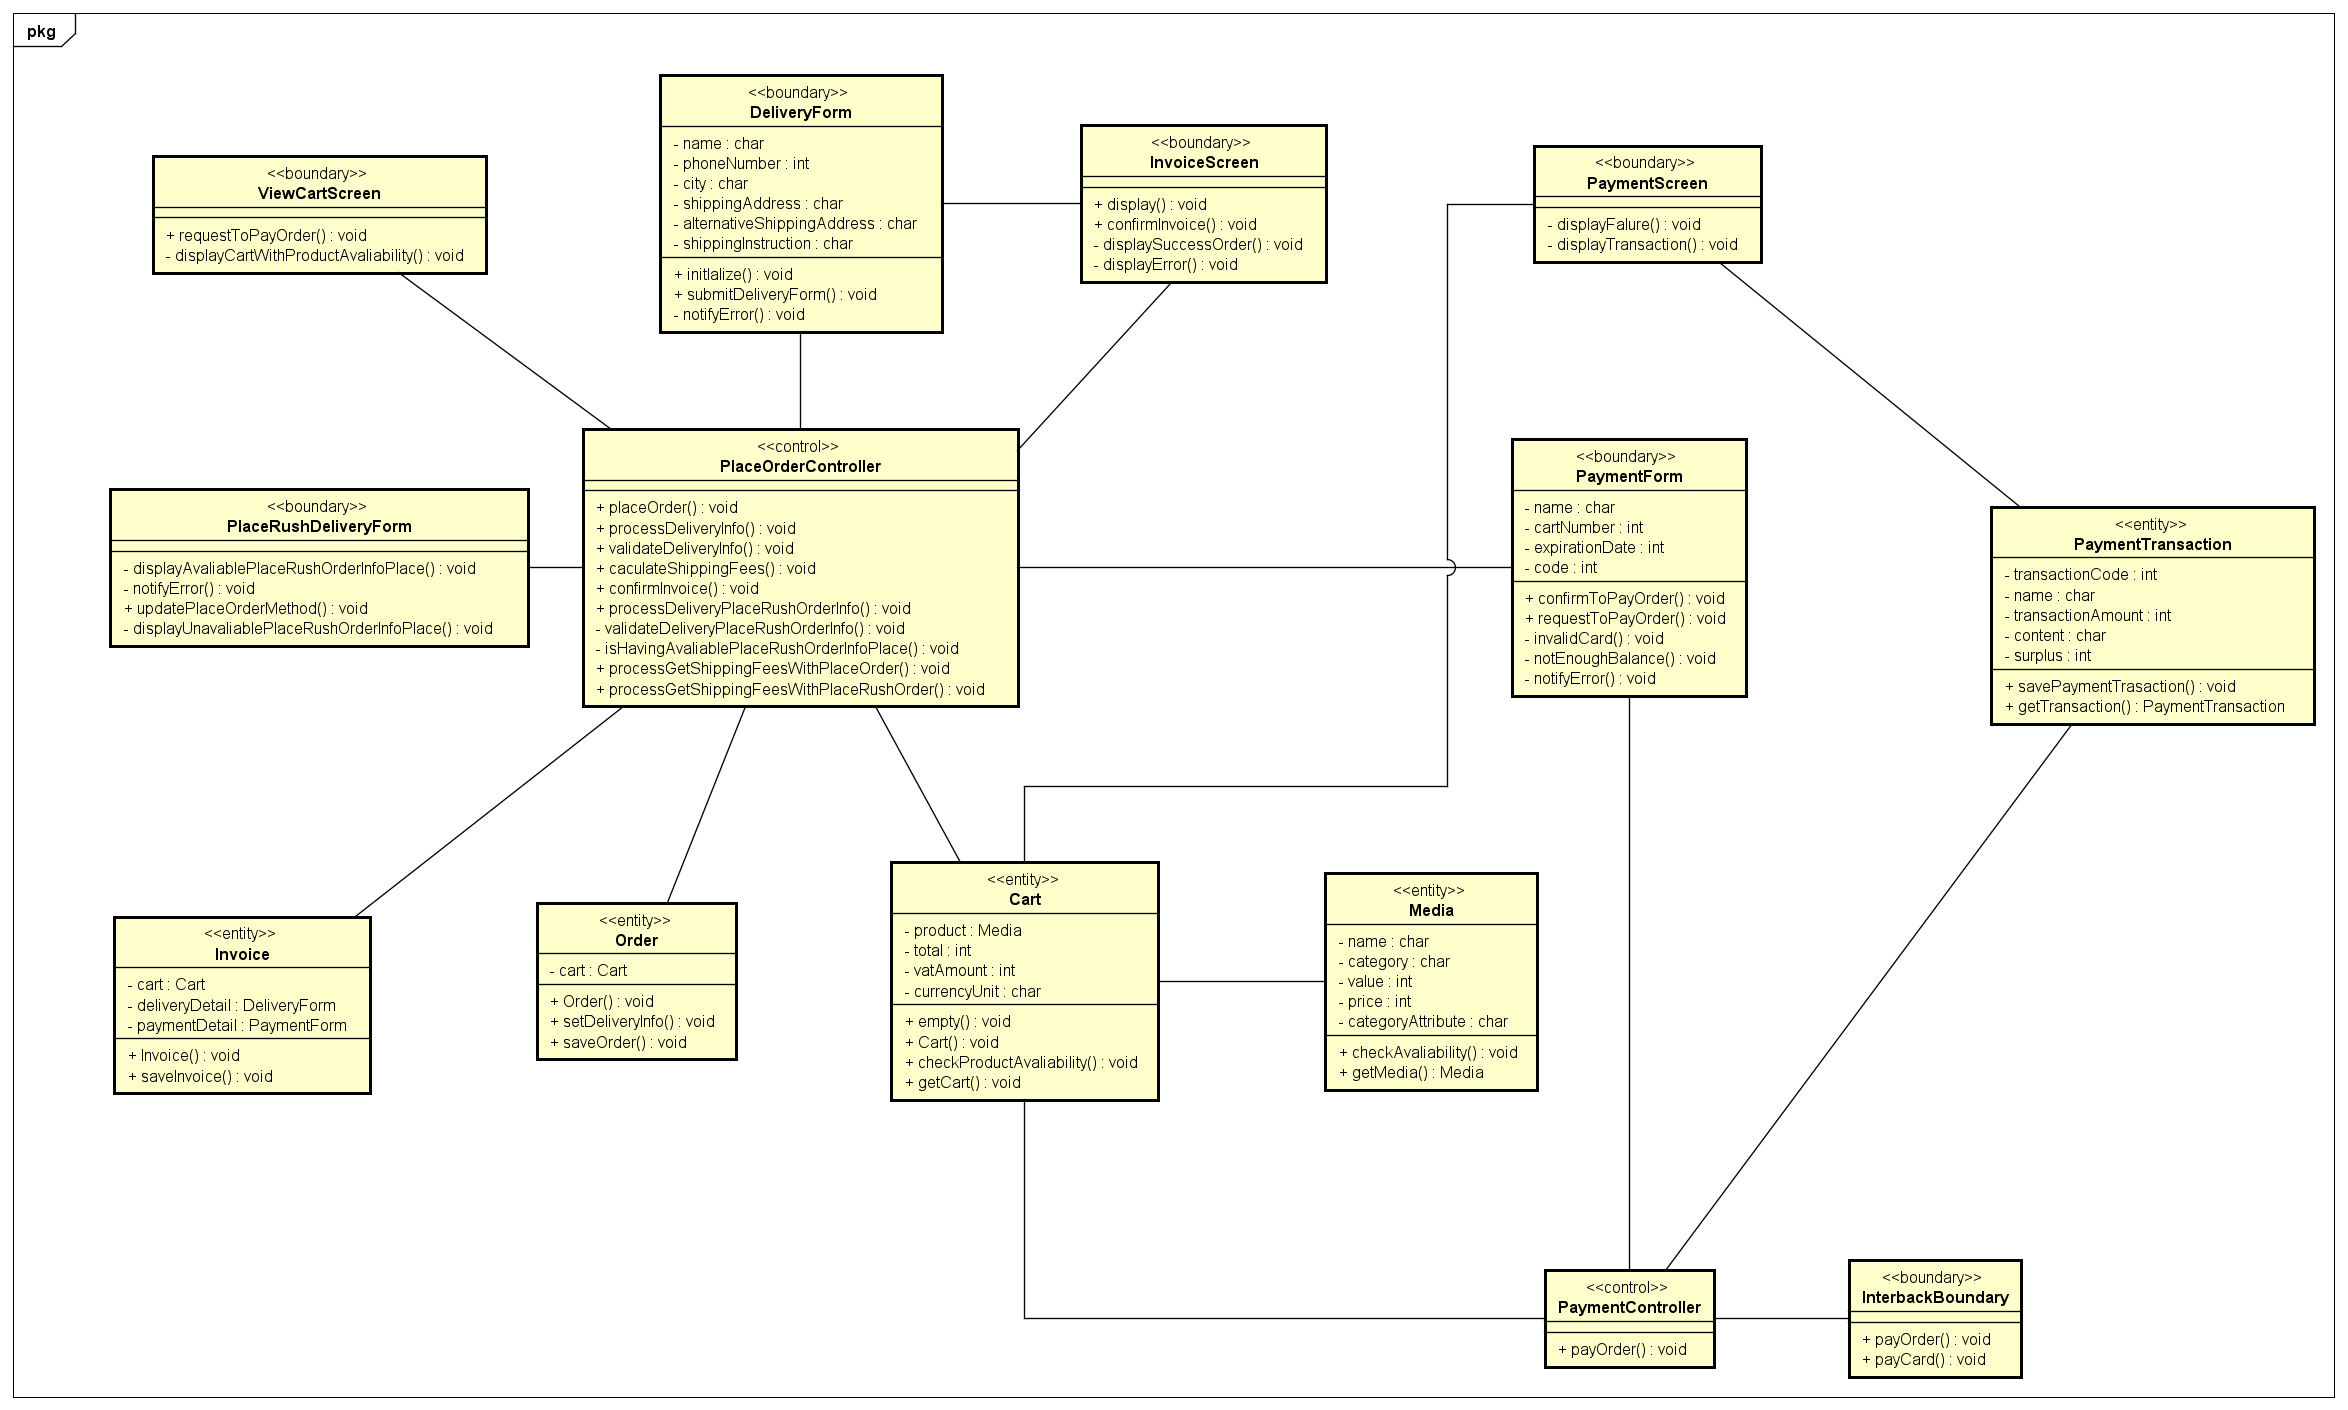 pkg
<<boundary>>
DeliveryForm
- name : char
- phoneNumber : int
- city : char
- shippingAddress : char
- alternativeShippingAddress : char
- shippingInstruction : char
+ initlalize() : void
+ submitDeliveryForm() : void
- notifyError() : void
<<boundary>>
InvoiceScreen
+ display() : void
+ confirmInvoice() : void
- displaySuccessOrder() : void
- displayError() : void
<<boundary>>
PaymentScreen
- displayFalure() : void
- displayTransaction() : void
<<boundary>>
ViewCartScreen
+ requestToPayOrder() : void
- displayCartWithProductAvaliability() : void
<<control>>
PlaceOrderController
+ placeOrder() : void
+ processDeliveryInfo() : void
+ validateDeliveryInfo() : void
+ caculateShippingFees() : void
+ confirmInvoice() : void
+ processDeliveryPlaceRushOrderInfo() : void
- validateDeliveryPlaceRushOrderInfo() : void
- isHavingAvaliablePlaceRushOrderInfoPlace() : void
+ processGetShippingFeesWithPlaceOrder() : void
+ processGetShippingFeesWithPlaceRushOrder() : void
<<boundary>>
PaymentForm
- name : char
- cartNumber : int
- expirationDate : int
- code : int
+ confirmToPayOrder() : void
+ requestToPayOrder() : void
- invalidCard() : void
- notEnoughBalance() : void
- notifyError() : void
<<boundary>>
PlaceRushDeliveryForm
- displayAvaliablePlaceRushOrderInfoPlace() : void
- notifyError() : void
+ updatePlaceOrderMethod() : void
- displayUnavaliablePlaceRushOrderInfoPlace() : void
<<entity>>
PaymentTransaction
- transactionCode : int
- name : char
- transactionAmount : int
- content : char
- surplus : int
+ savePaymentTrasaction() : void
+ getTransaction() : PaymentTransaction
<<entity>>
Invoice
- cart : Cart
- deliveryDetail : DeliveryForm
- paymentDetail : PaymentForm
+ Invoice() : void
+ saveInvoice() : void
<<entity>>
Order
- cart : Cart
+ Order() : void
+ setDeliveryInfo() : void
+ saveOrder() : void
<<entity>>
Cart
- product : Media
- total : int
- vatAmount : int
- currencyUnit : char
+ empty() : void
+ Cart() : void
+ checkProductAvaliability() : void
+ getCart() : void
<<entity>>
Media
- name : char
- category : char
- value : int
- price : int
- categoryAttribute : char
+ checkAvaliability() : void
+ getMedia() : Media
<<control>>
PaymentController
+ payOrder() : void
<<boundary>>
InterbackBoundary
+ payOrder() : void
+ payCard() : void